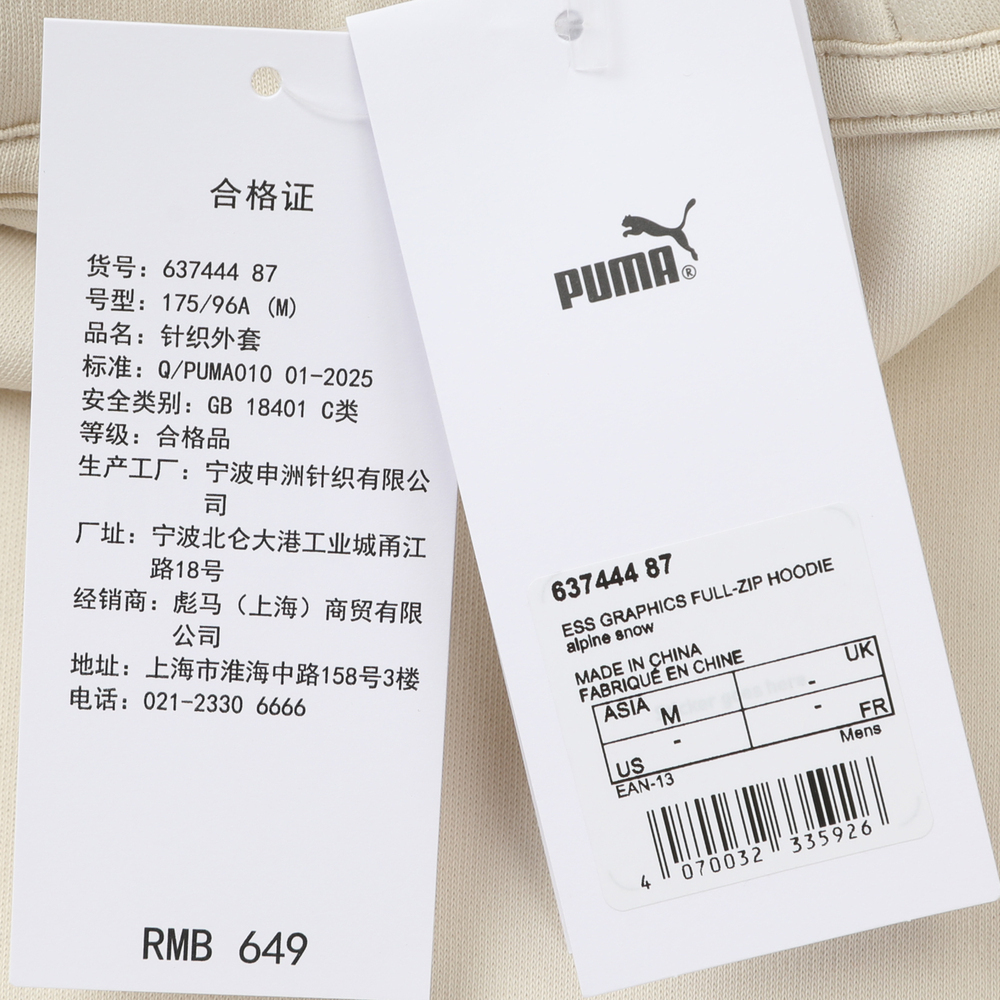 合格证
货号：637444 87
号型：175/96A (M)
品名：针织外套
标准：Q/PUMA010 01-2025
安全类别：GB 18401 C类
等级：合格品
生产工厂：宁波申洲针织有限公
司
厂址：宁波北仑大港工业城甬江
路18号
经销商：彪马（上海）商贸有限
公司
地址：上海市淮海中路158号3楼
电话：021-2330 6666
RMB 649
PUMA®
637444 87
ESS GRAPHICS FULL-ZIP HOODIE
alpine snow
MADE IN CHINA
FABRIQUÉ EN CHINE
ASIA M - UK
US - - FR
Mens
EAN-13
4 070032 335926